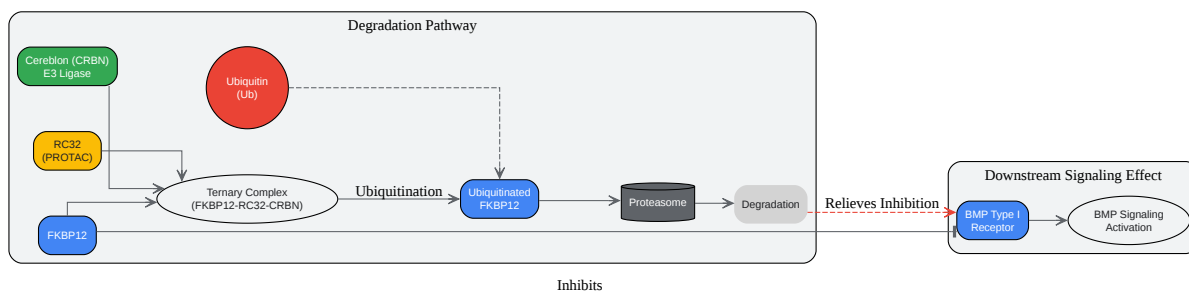 Degradation Pathway
Cereblon (CRBN)
E3 Ligase
Ubiquitin
(Ub)
RC32
(PROTAC)
Ternary Complex
(FKBP12-RC32-CRBN)
Ubiquitination
Ubiquitinated
FKBP12
Proteasome
Degradation
FKBP12
Relieves Inhibition
Downstream Signaling Effect
BMP Type I
Receptor
BMP Signaling
Activation
Inhibits